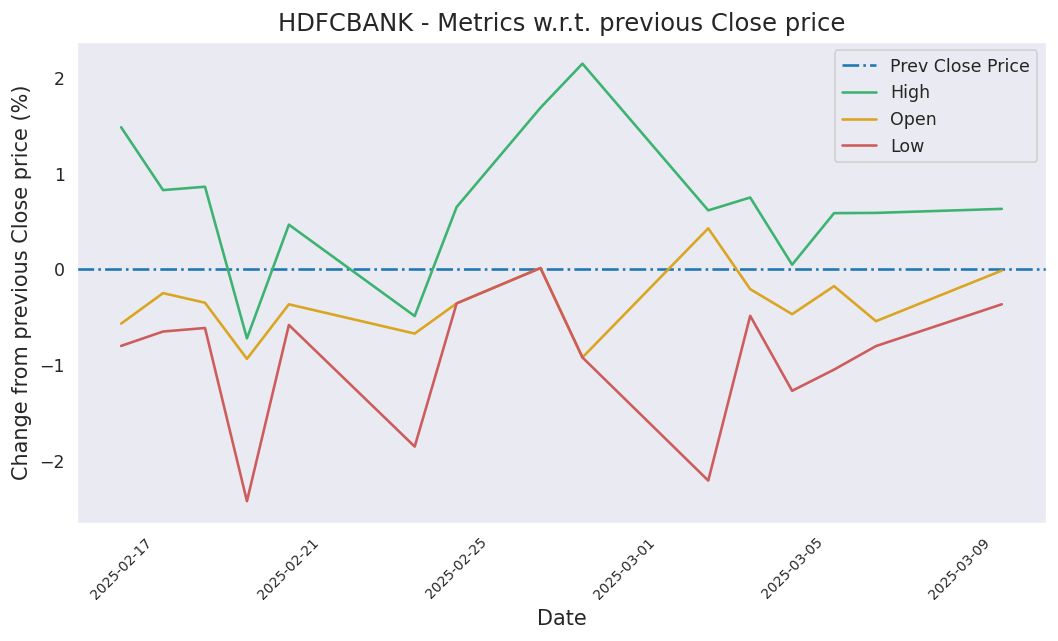 HDFCBANK - Metrics w.r.t. previous Close price
Change from previous Close price (%)
2
1
0
−1
−2
Prev Close Price
High
Open
Low
2025-02-17
2025-02-21
2025-02-25
2025-03-01
2025-03-05
2025-03-09
Date